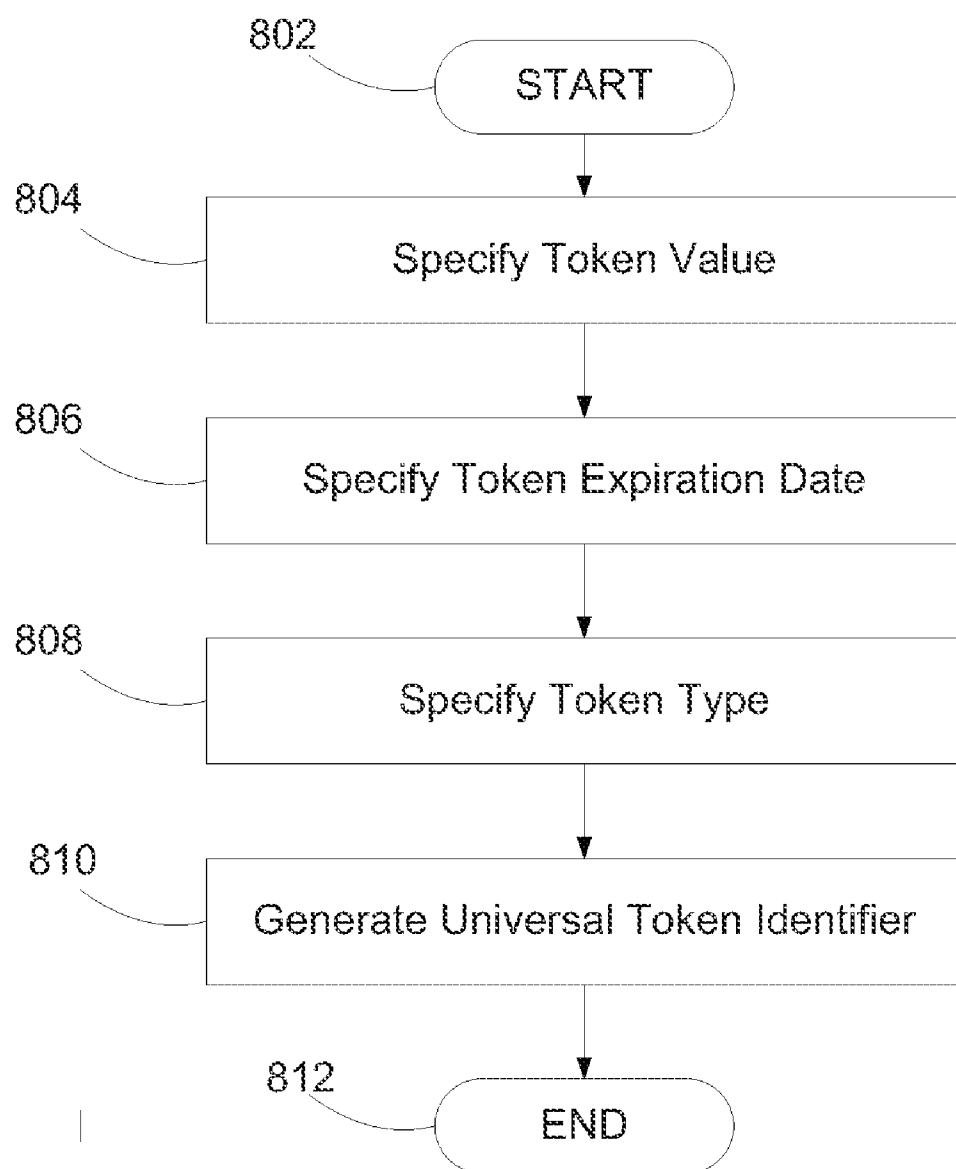 802
START
804
Specify Token Value
806
Specify Token Expiration Date
808
Specify Token Type
810
Generate Universal Token Identifier
812
END